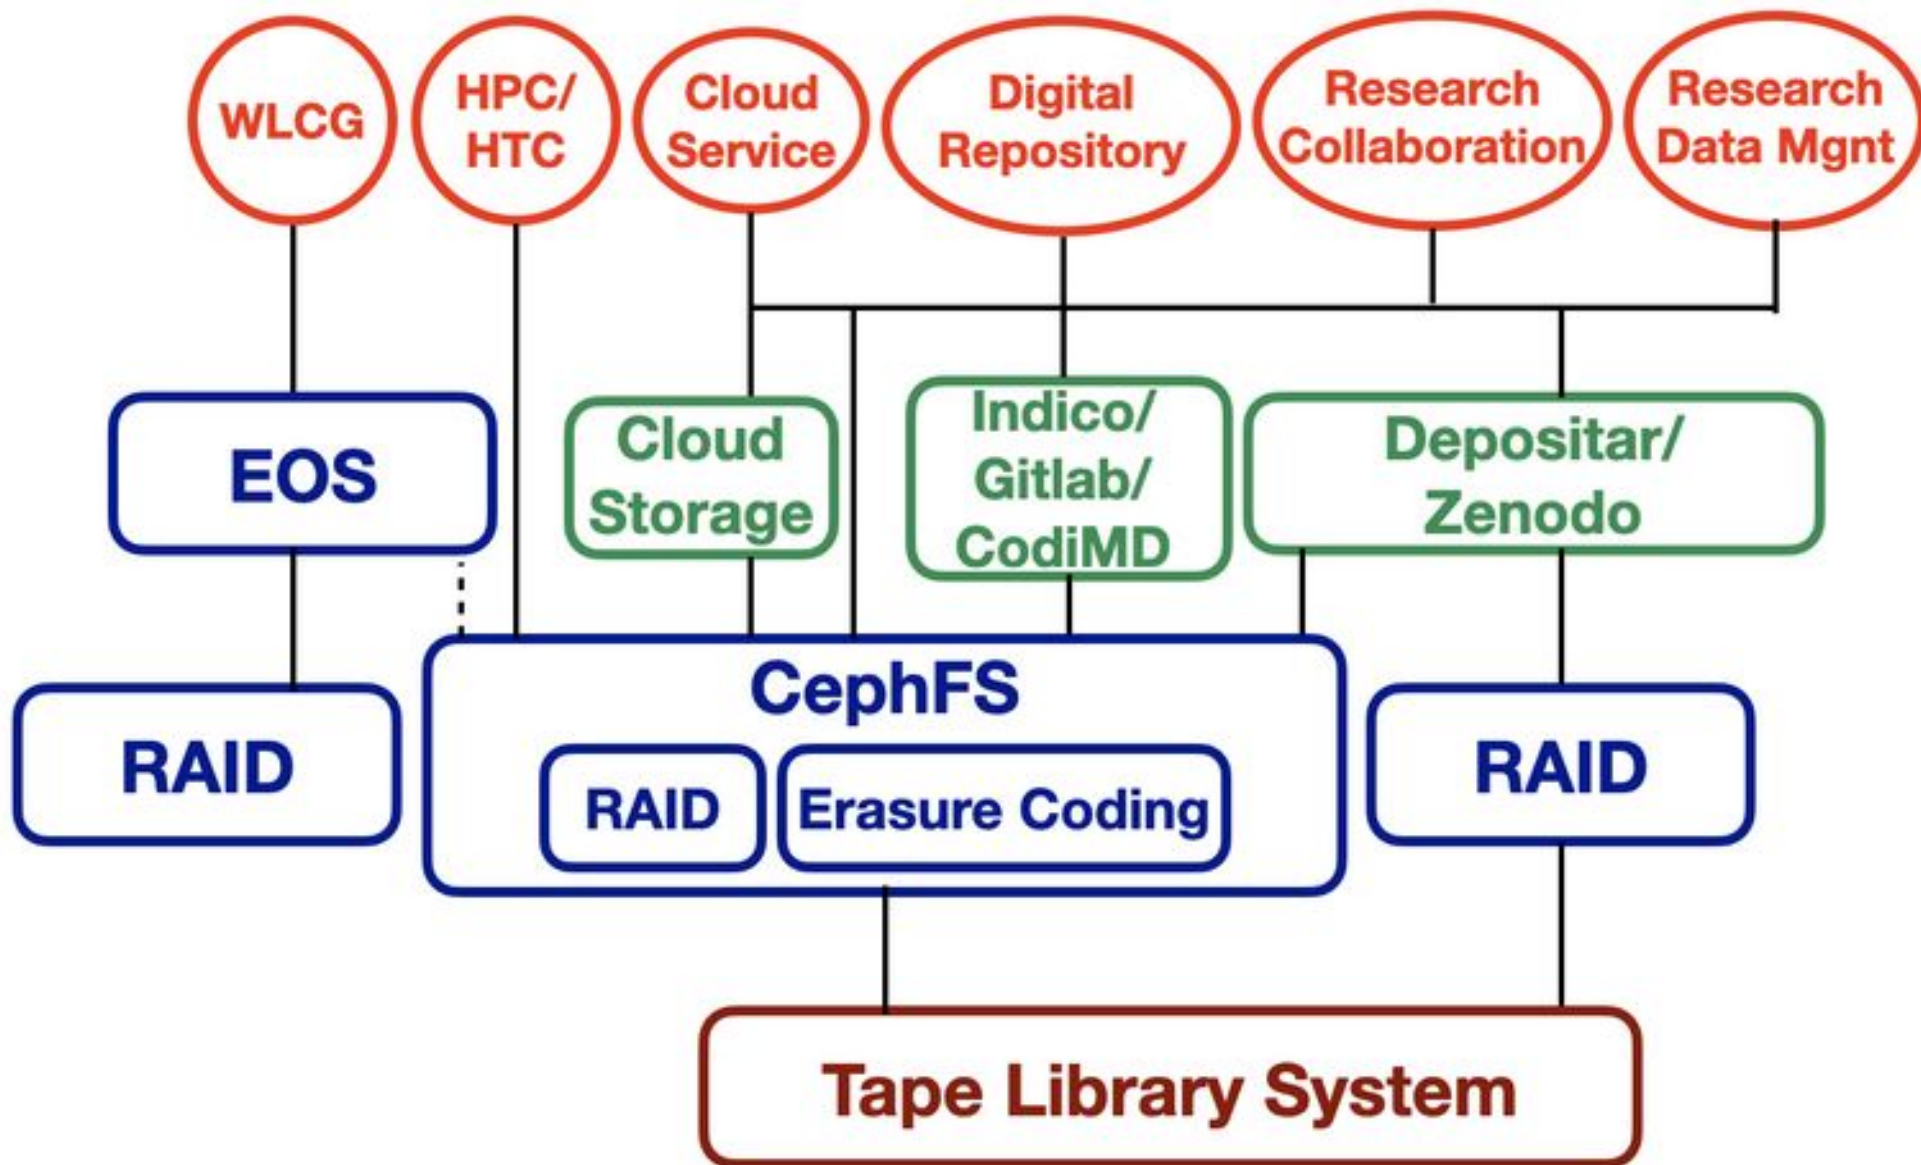 WLCG
HPC/
HTC
Cloud
Service
Digital
Repository
Research
Collaboration
Research
Data Mgnt
EOS
Cloud
Storage
Indico/
Gitlab/
CodiMD
Depositar/
Zenodo
RAID
CephFS
RAID
Erasure Coding
RAID
Tape Library System